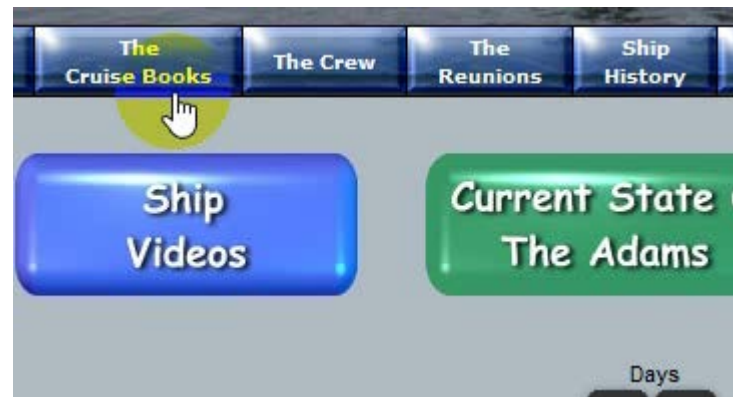 The
Cruise Books
The Crew
The
Reunions
Ship
History
Ship
Videos
Current State
The Adams
Days